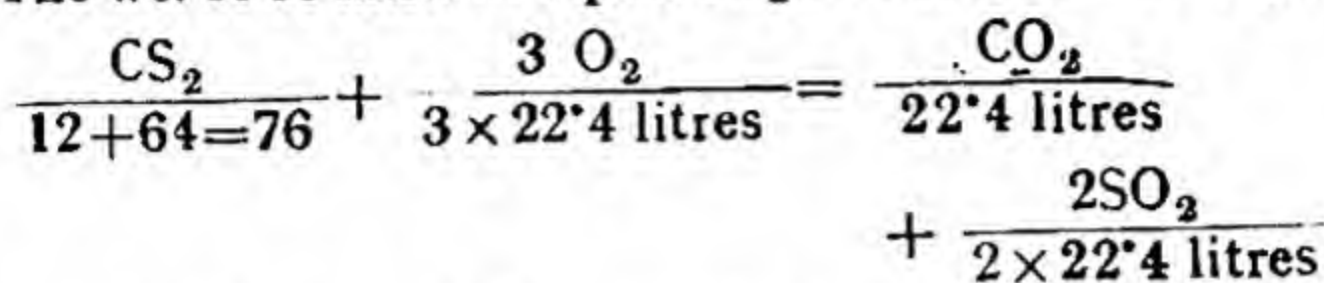 CS₂ 3 O₂ CO₂
12+64=76 + 3 × 22·4 litres = 22·4 litres
2SO₂
+ 2 × 22·4 litres